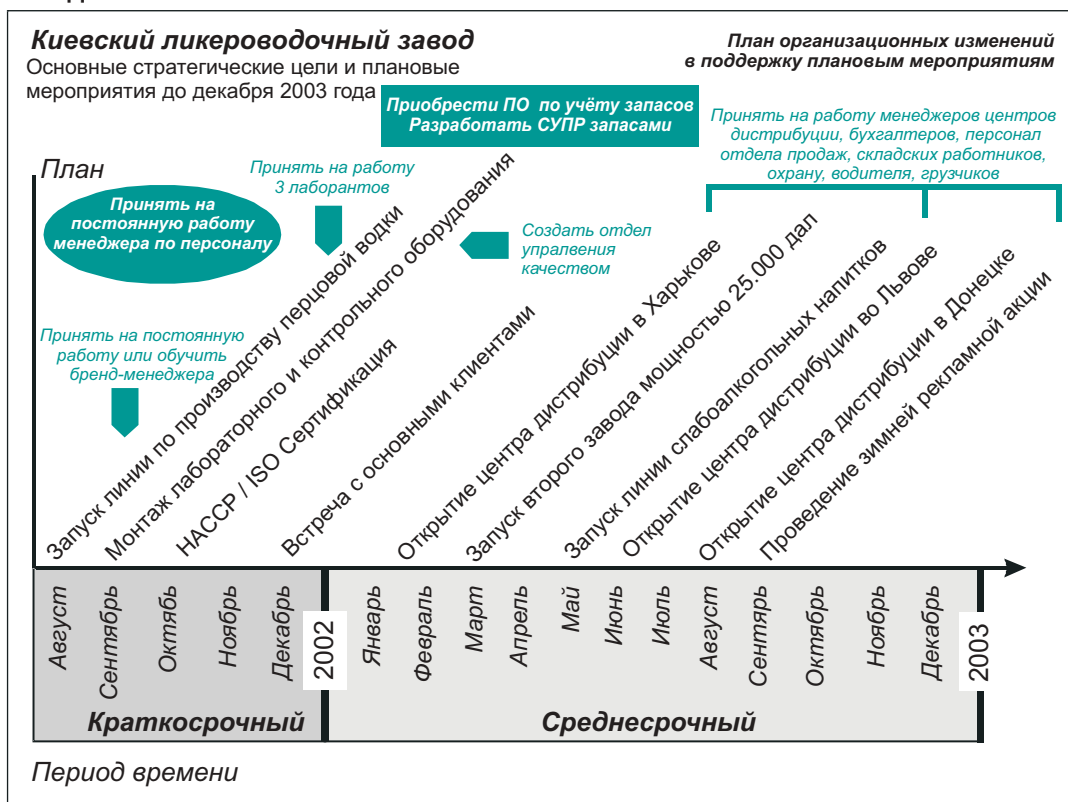 Киевский ликероводочный завод
Основные стратегические цели и плановые
мероприятия до декабря 2003 года
План организационных изменений
в поддержку плановым мероприятиям
Приобрести ПО по учёту запасов
Разработать СУПР запасами
Принять на работу менеджеров центров
дистрибуции, бухгалтеров, персонал
отдела продаж, складских работников,
охрану, водителя, грузчиков
План
Принять на работу
3 лаборантов
Принять на
постоянную работу
менеджера по персоналу
Создать отдел
упралвения
качеством
Принять на постоянную
работу или обучить
бренд-менеджера
Запуск линии по производству перцовой водки
Монтаж лабораторного и контрольного оборудования
HACCP / ISO Сертификация
Встреча с основными клиентами
Открытие центра дистрибуции в Харькове
Запуск второго завода мощностью 25.000 дал
Запуск линии слабоалкогольных напитков
Открытие центра дистрибуции во Львове
Открытие центра дистрибуции в Донецке
Проведение зимней рекламной акции
Август
Сентябрь
Октябь
Ноябрь
Декабрь
2002
Январь
Февраль
Март
Апрель
Май
Июнь
Июль
Август
Сентярь
Октябрь
Ноябрь
Декабрь
2003
Краткосрочный
Среднесрочный
Период времени